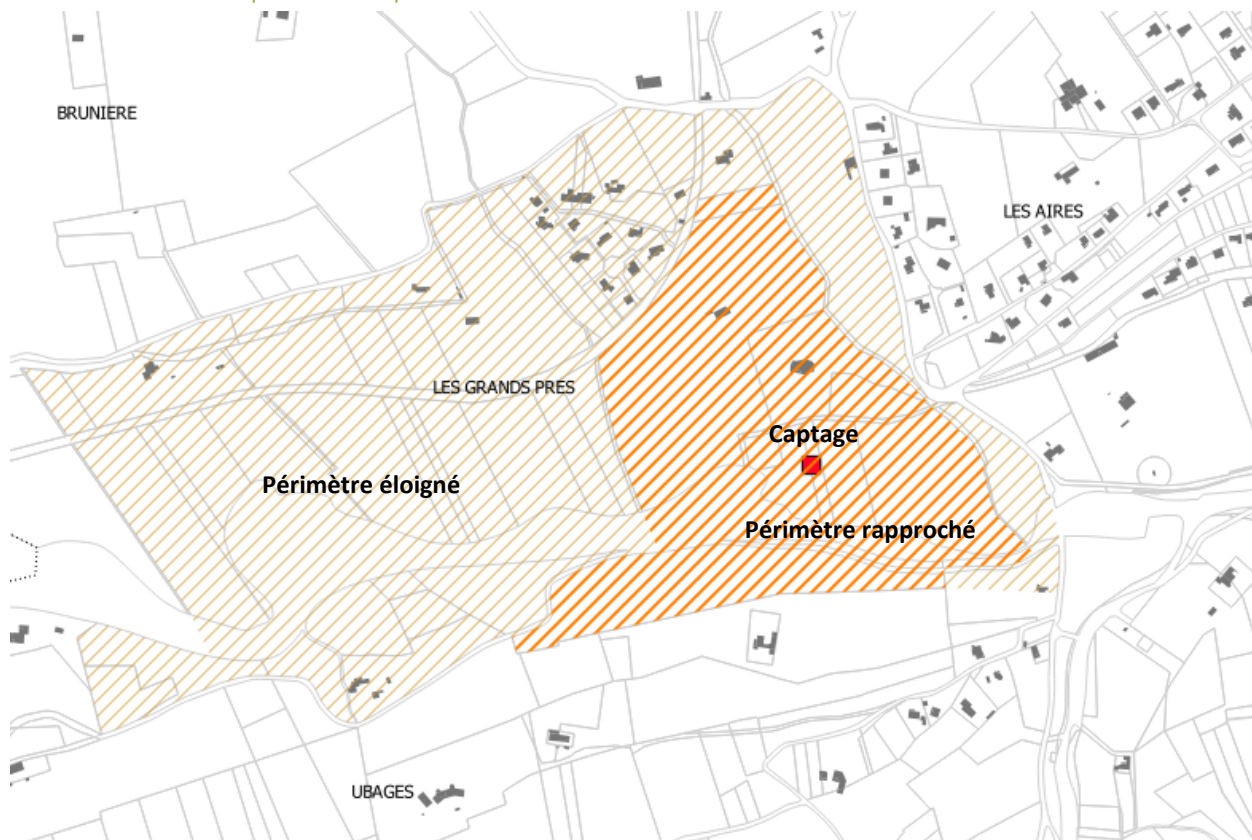 BRUNIERE
LES AIRES
LES GRANDS PRES
Captage
Périmètre éloigné
Périmètre rapproché
UBAGES